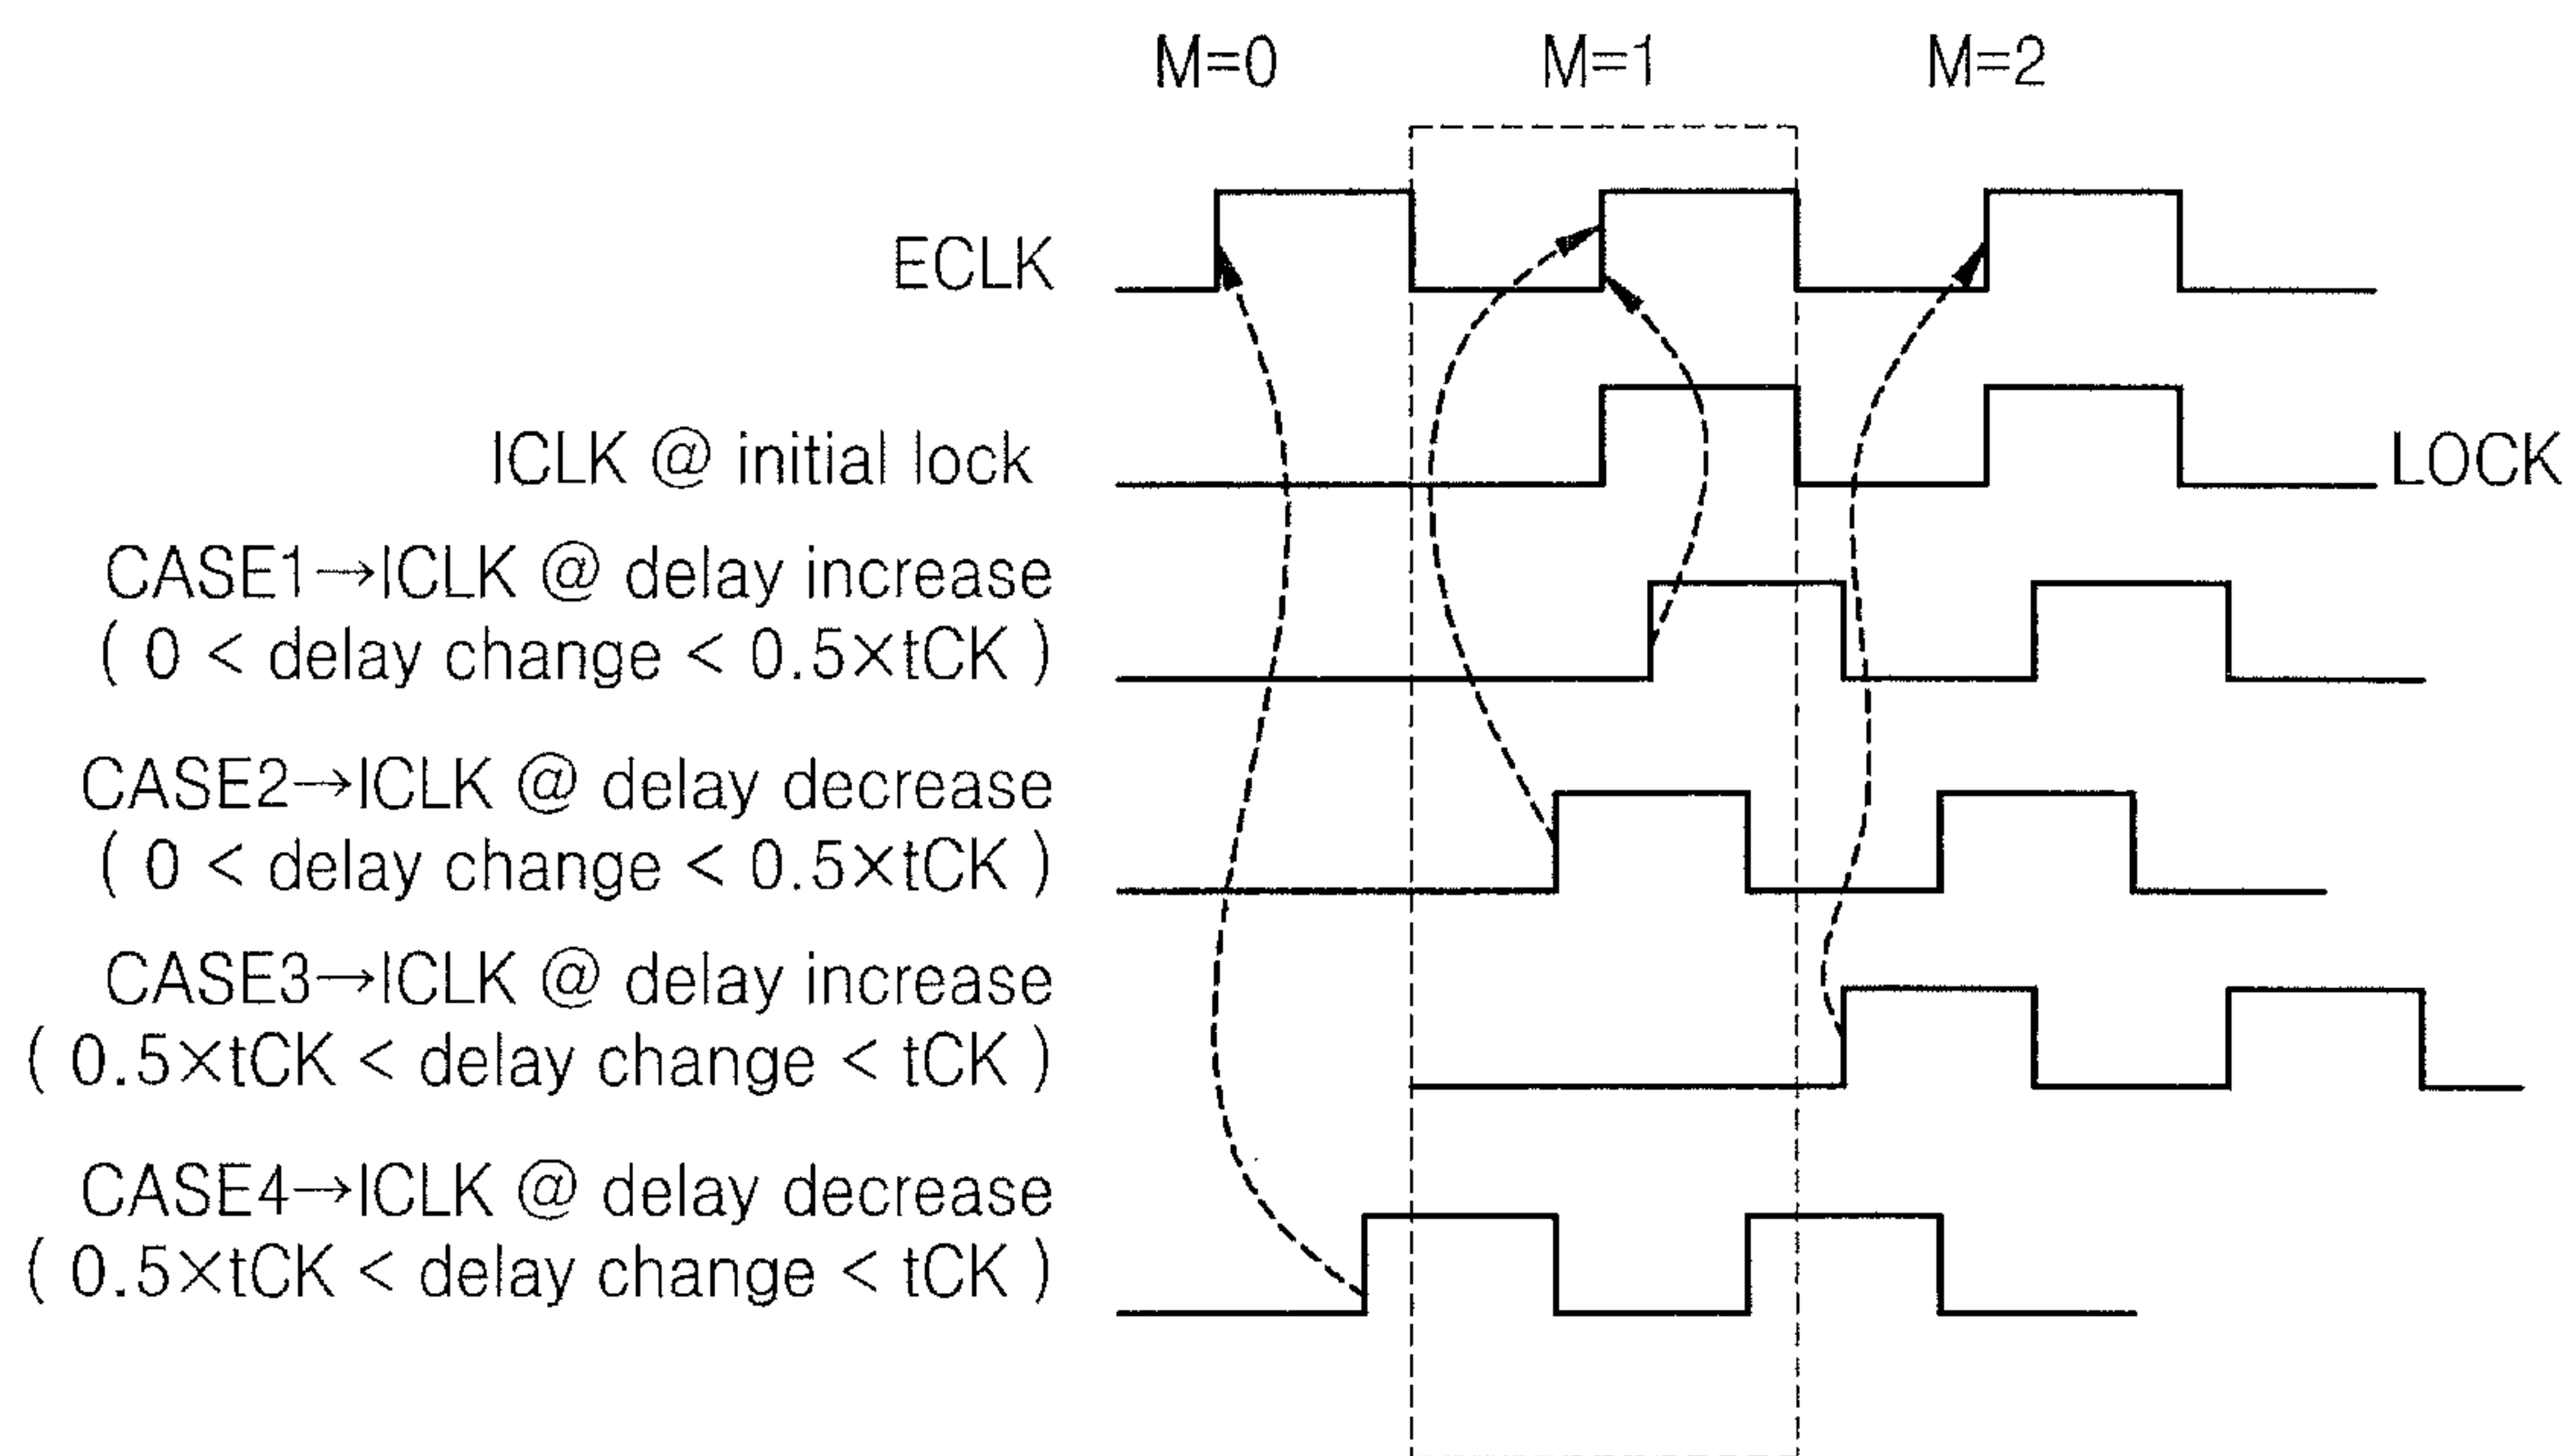 M=0 M=1 M=2
ECLK
ICLK @ initial lock LOCK
CASE1→ICLK @ delay increase
( 0 < delay change < 0.5×tCK )
CASE2→ICLK @ delay decrease
( 0 < delay change < 0.5×tCK )
CASE3→ICLK @ delay increase
( 0.5×tCK < delay change < tCK )
CASE4→ICLK @ delay decrease
( 0.5×tCK < delay change < tCK )